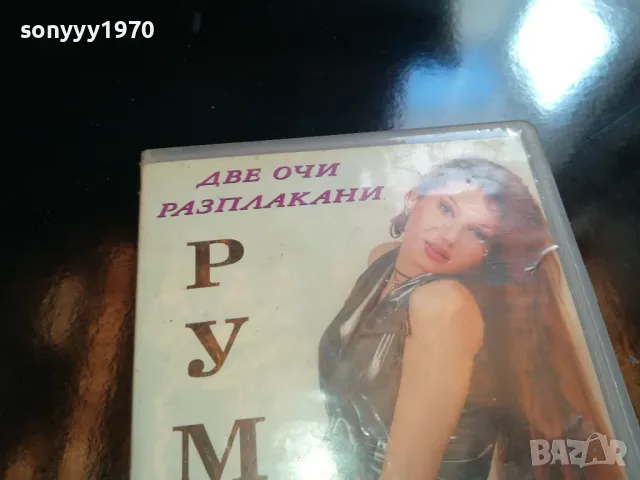 sonyyy1970
ДВЕ ОЧИ
РАЗПЛАКАНИ
Р
У
М
BAZAR